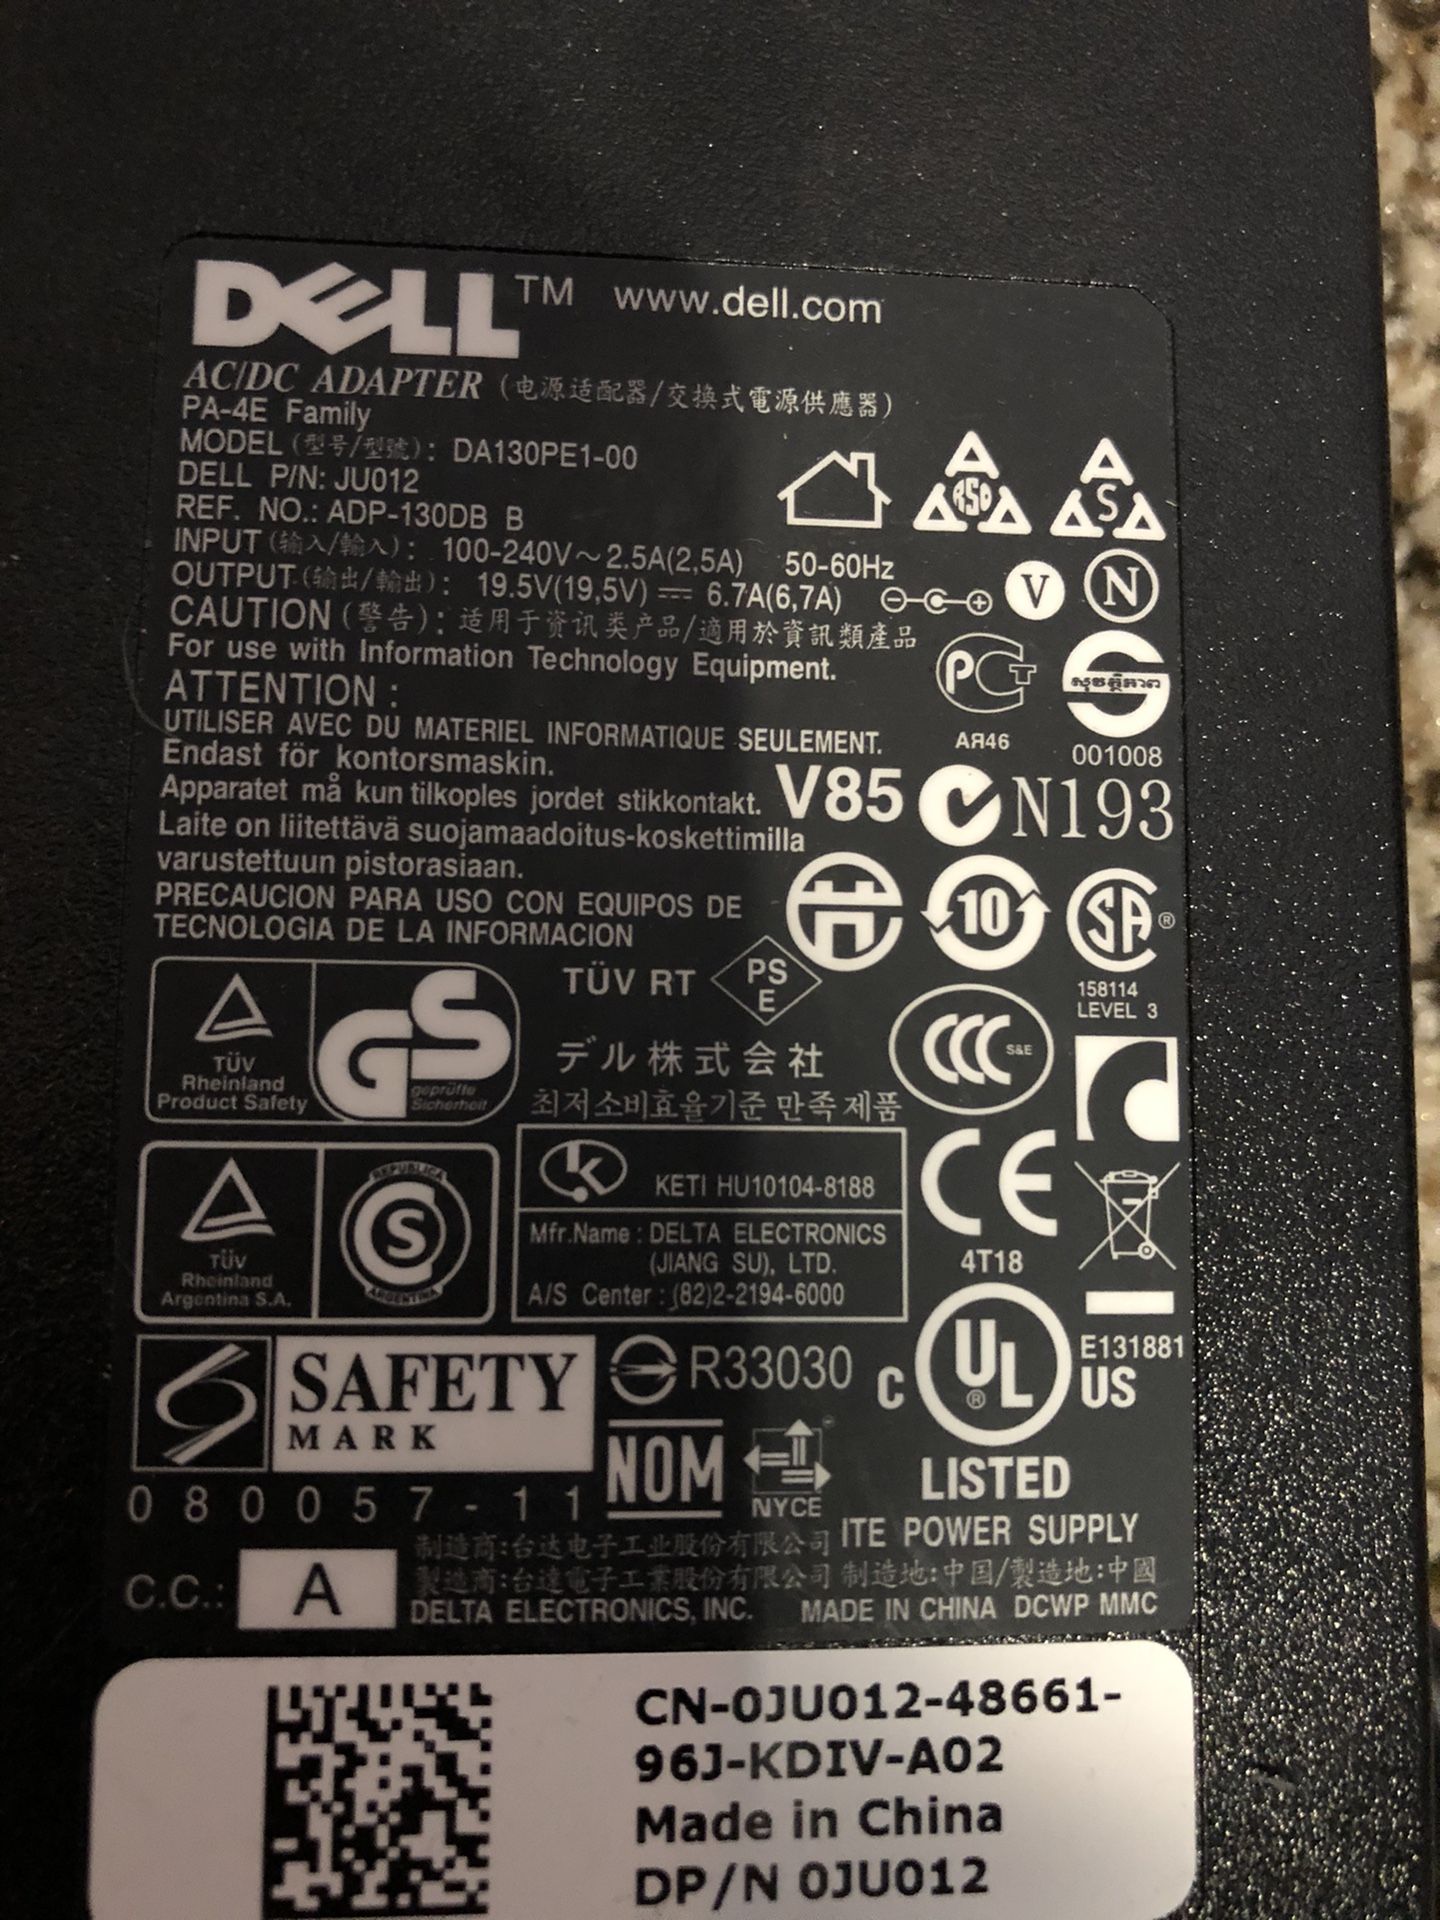 DELL™ www.dell.com
AC/DC ADAPTER (电源适配器/交换式電源供應器)
PA-4E Family
MODEL (型号/型號): DA130PE1-00
DELL P/N: JU012
REF. NO.: ADP-130DB B
INPUT (输入/輸入): 100-240V~2.5A(2,5A) 50-60Hz
OUTPUT (输出/輸出): 19.5V(19,5V) ⎓ 6.7A(6,7A)
CAUTION (警告): 适用于资讯类产品/適用於資訊類產品
For use with Information Technology Equipment.
ATTENTION :
UTILISER AVEC DU MATERIEL INFORMATIQUE SEULEMENT.
Endast för kontorsmaskin.
Apparatet må kun tilkoples jordet stikkontakt.
Laite on liitettävä suojamaadoitus-koskettimilla
varustettuun pistorasiaan.
PRECAUCION PARA USO CON EQUIPOS DE
TECNOLOGIA DE LA INFORMACION
A
RSO
A
S
V
N
PCT
AЯ46
001008
V85
N193
10
SA®
158114
LEVEL 3
TÜV RT
PS
E
TÜV
Rheinland
Product Safety
GS
geprüfte
Sicherheit
デル株式会社
최저소비효율기준 만족제품
CCC S&E
TÜV
Rheinland
Argentina S.A.
REPUBLICA
S
ARGENTINA
k
KETI HU10104-8188
Mfr.Name : DELTA ELECTRONICS
(JIANG SU), LTD.
A/S Center : (82)2-2194-6000
CE
4T18
SAFETY
MARK
080057-11
R33030
NOM
NYCE
C UL® US
E131881
LISTED
ITE POWER SUPPLY
C.C.: A
制造商:台达电子工业股份有限公司
製造商:台達電子工業股份有限公司 制造地:中国/製造地:中國
DELTA ELECTRONICS, INC. MADE IN CHINA DCWP MMC
CN-0JU012-48661-
96J-KDIV-A02
Made in China
DP/N 0JU012